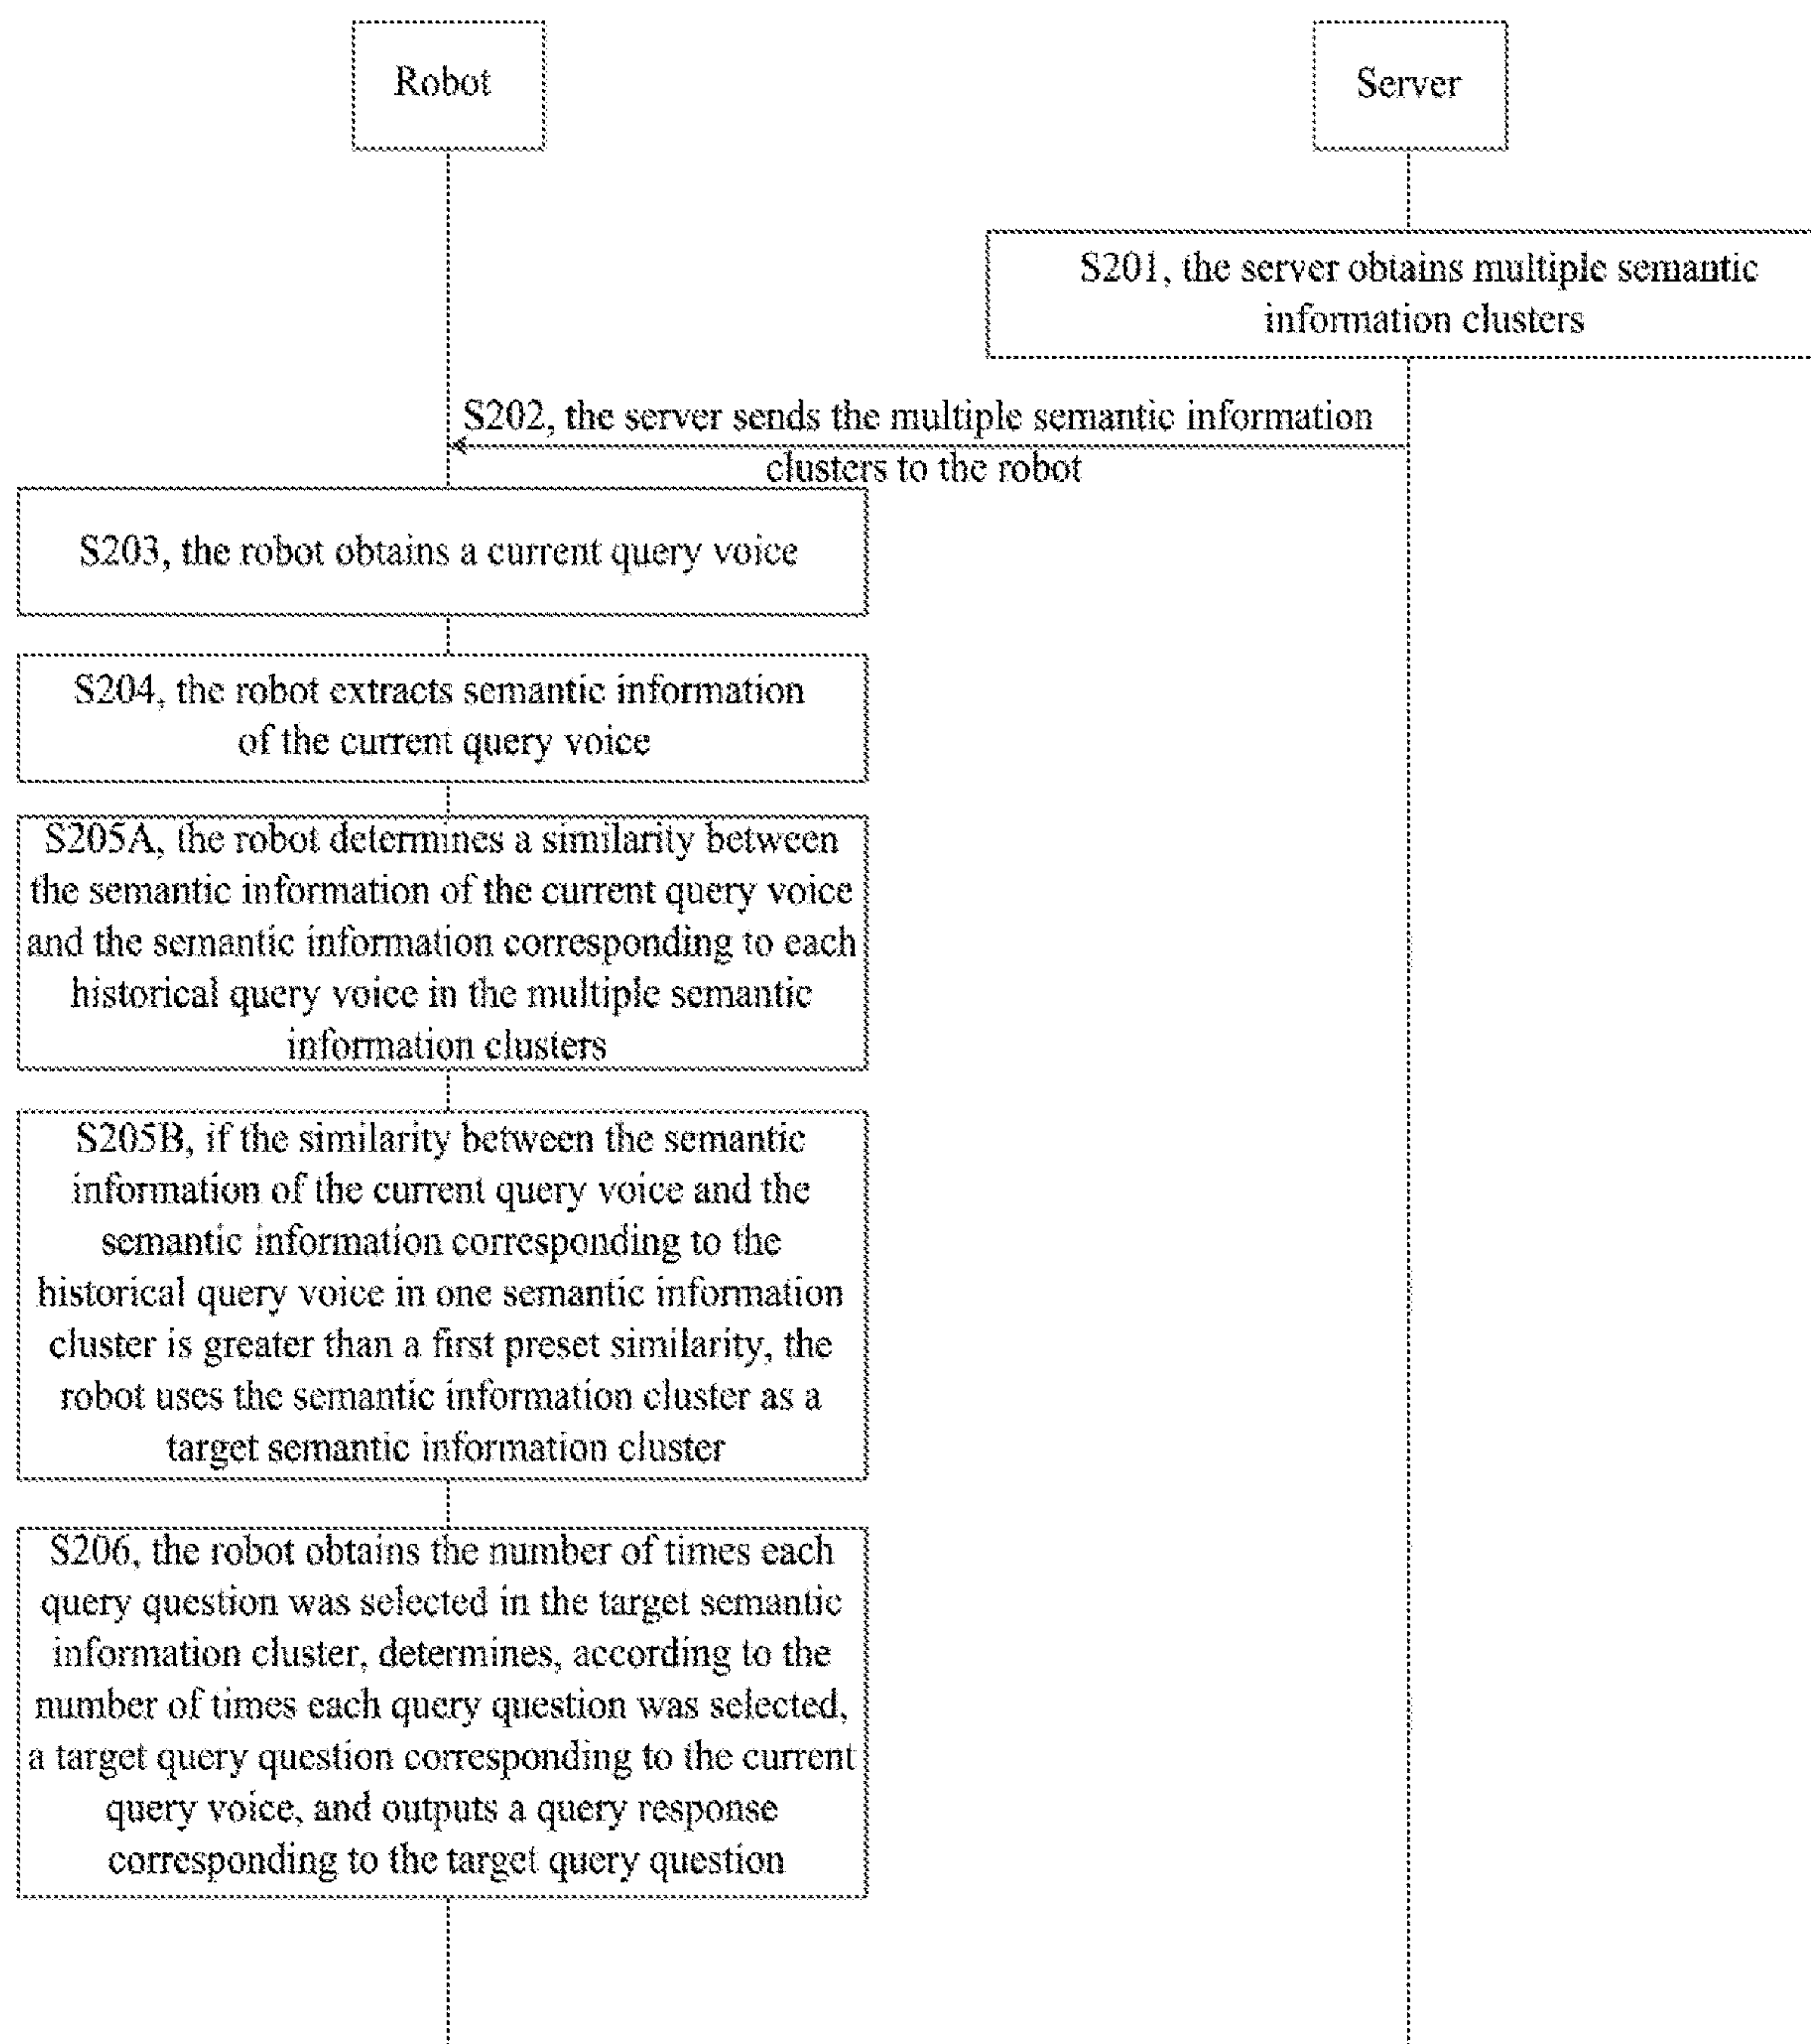 Robot
Server
S201, the server obtains multiple semantic
information clusters
S202, the server sends the multiple semantic information
clusters to the robot
S203, the robot obtains a current query voice
S204, the robot extracts semantic information
of the current query voice
S205A, the robot determines a similarity between
the semantic information of the current query voice
and the semantic information corresponding to each
historical query voice in the multiple semantic
information clusters
S205B, if the similarity between the semantic
information of the current query voice and the
semantic information corresponding to the
historical query voice in one semantic information
cluster is greater than a first preset similarity, the
robot uses the semantic information cluster as a
target semantic information cluster
S206, the robot obtains the number of times each
query question was selected in the target semantic
information cluster, determines, according to the
number of times each query question was selected,
a target query question corresponding to the current
query voice, and outputs a query response
corresponding to the target query question